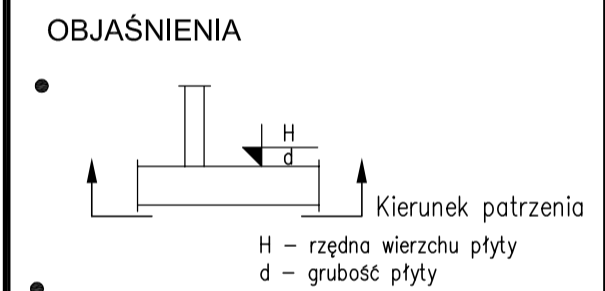 OBJAŚNIENIA
H
d
Kierunek patrzenia
H – rzędna wierzchu płyty
d – grubość płyty